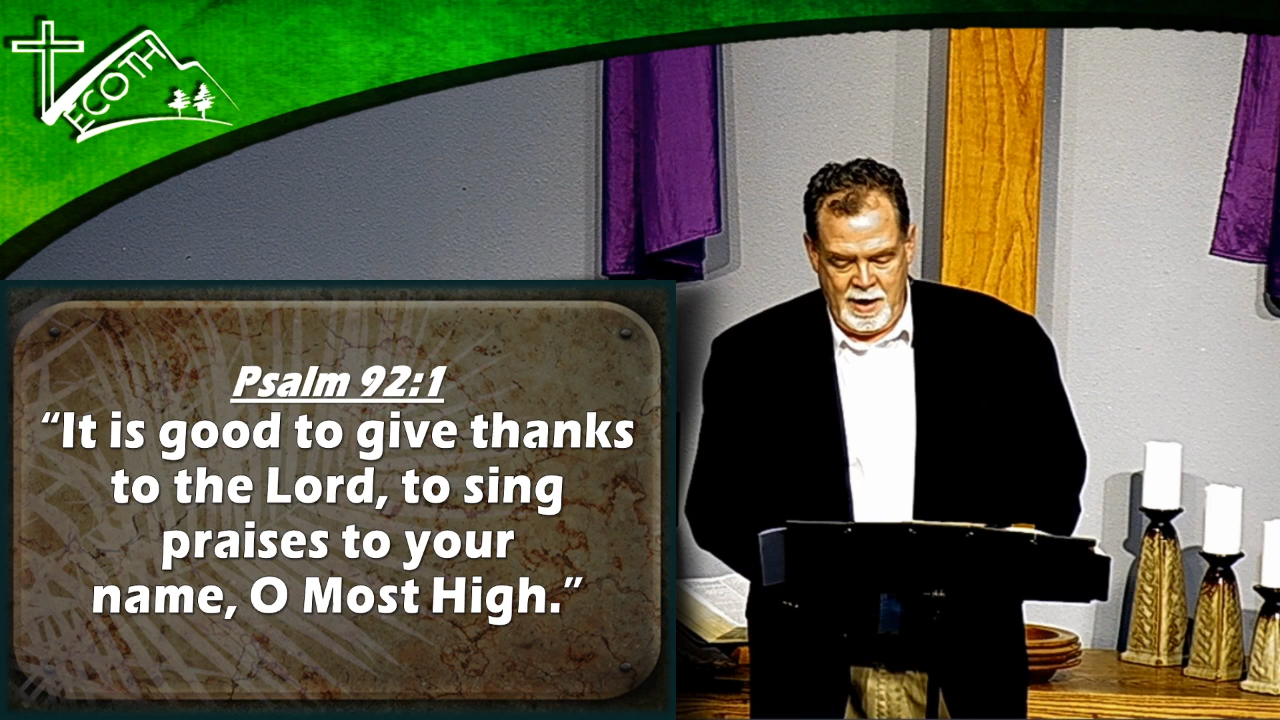 ECOTH
Psalm 92:1
“It is good to give thanks
to the Lord, to sing
praises to your
name, O Most High.”